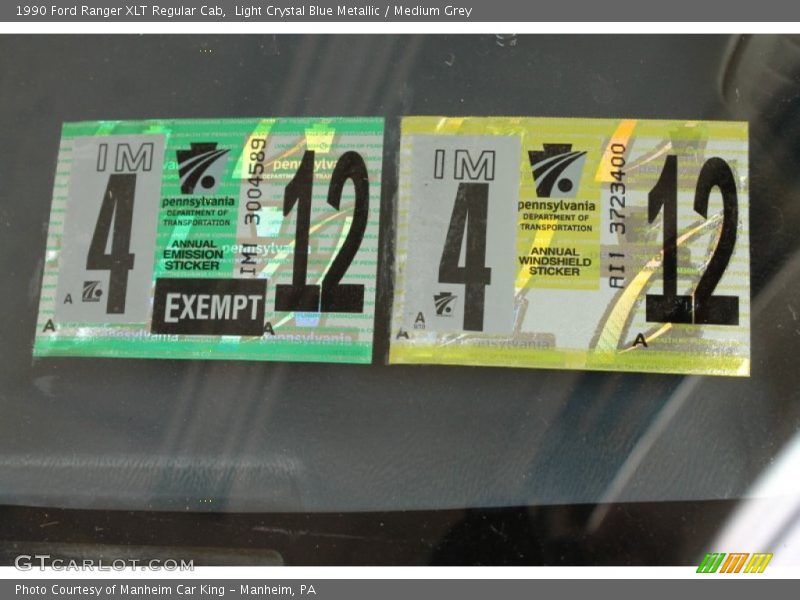 1990 Ford Ranger XLT Regular Cab,  Light Crystal Blue Metallic / Medium Grey
IM
4
A
A
pennsylvania
DEPARTMENT OF
TRANSPORTATION
ANNUAL
EMISSION
STICKER
EXEMPT
IM1 3004589
12
A
IM
4
A
A
pennsylvania
DEPARTMENT OF
TRANSPORTATION
ANNUAL
WINDSHIELD
STICKER
AI1 3723400
12
A
GTCARLOT.COM
Photo Courtesy of Manheim Car King - Manheim, PA